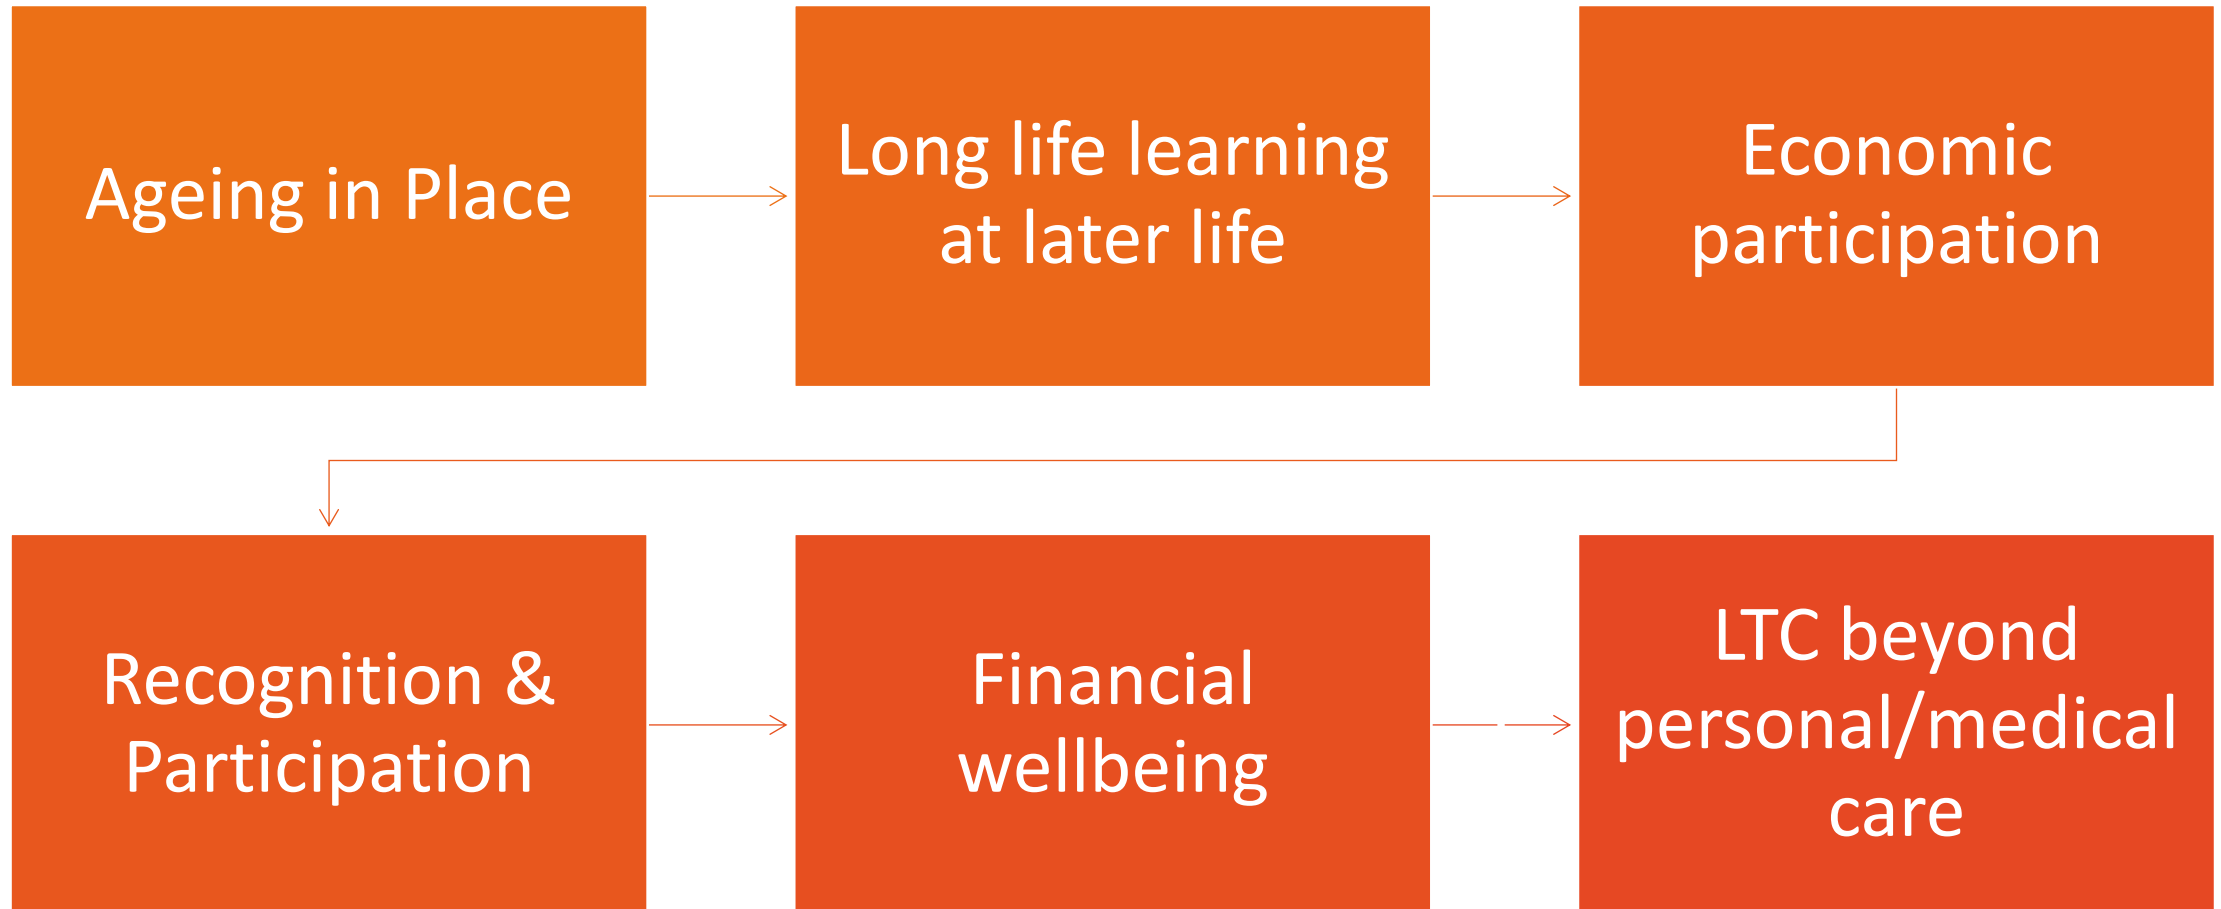 Ageing in Place
Long life learning
at later life
Economic
participation
Recognition &
Participation
Financial
wellbeing
LTC beyond
personal/medical
care